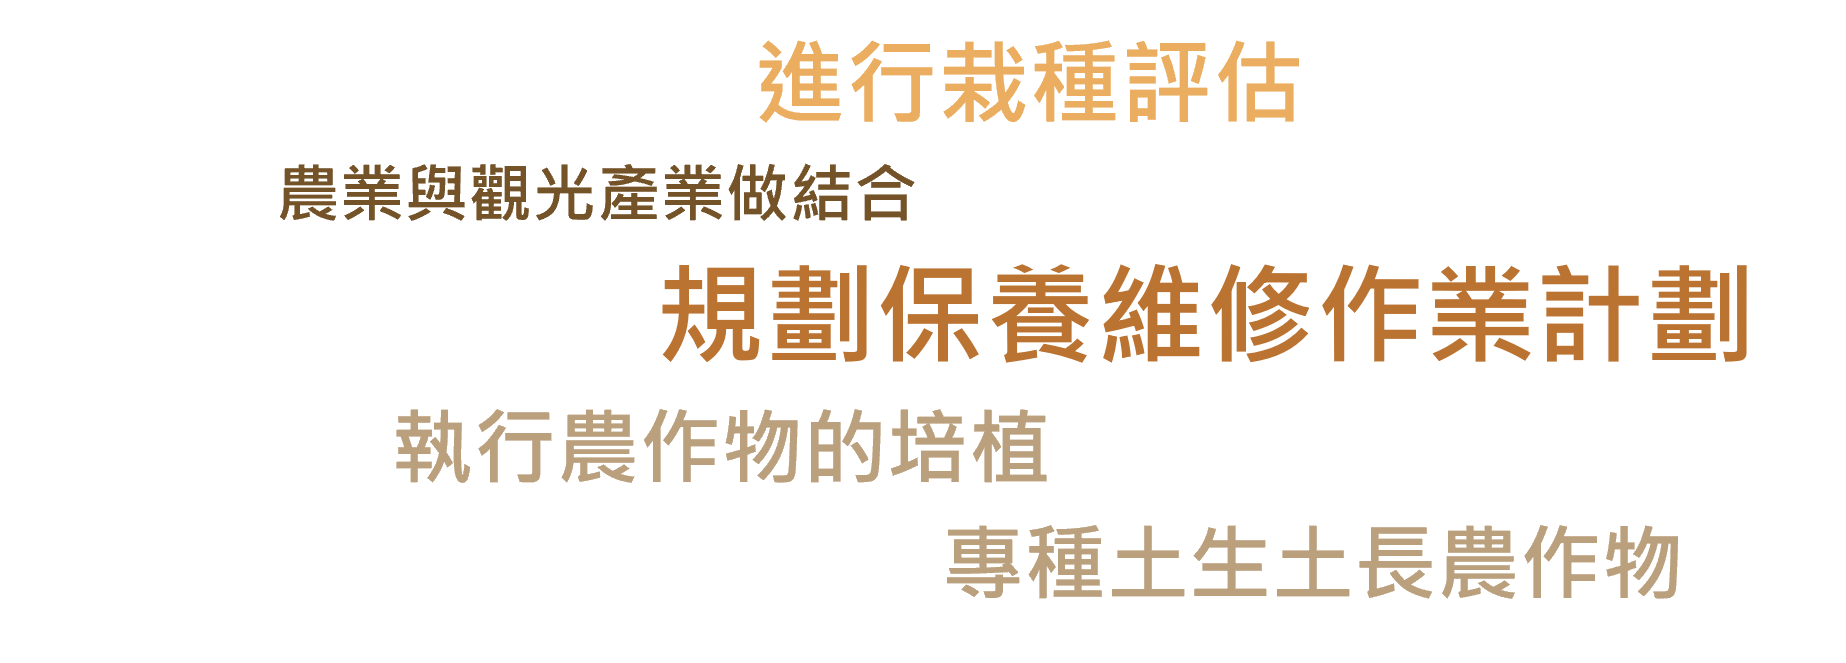 進行栽種評估
農業與觀光產業做結合
規劃保養維修作業計劃
執行農作物的培植
專種土生土長農作物